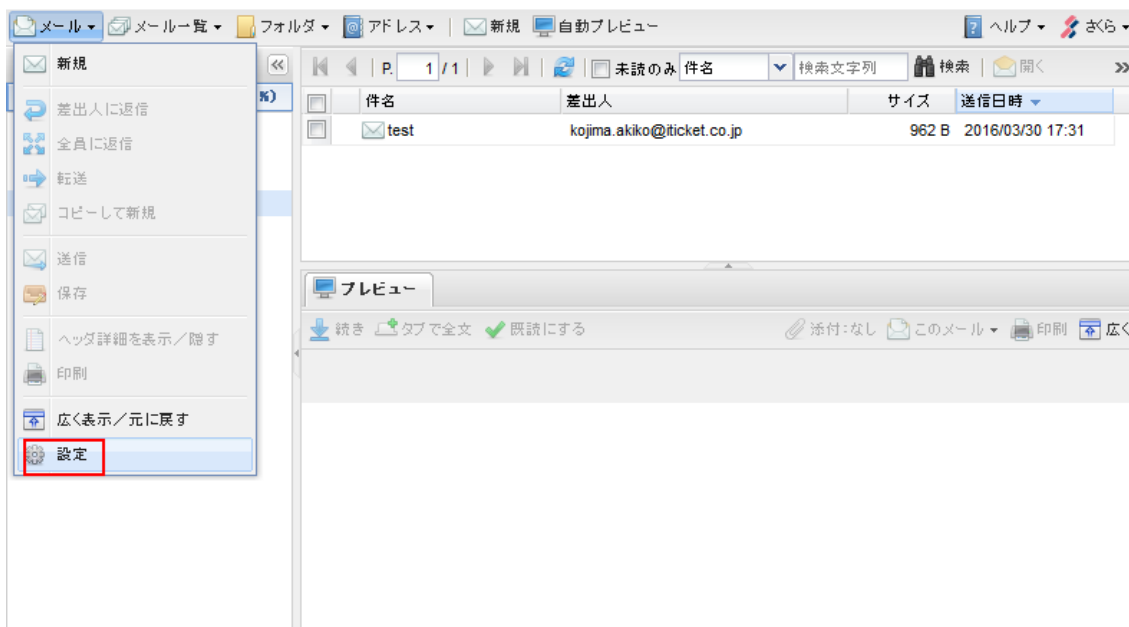 メール メール一覧 フォルダ アドレス 新規 自動プレビュー ヘルプ さくら
新規
P. 1 / 1 未読のみ 件名 検索文字列 検索 開く
%)
件名 差出人 サイズ 送信日時
test kojima.akiko@iticket.co.jp 962 B 2016/03/30 17:31
差出人に返信
全員に返信
転送
コピーして新規
送信
保存
ヘッダ詳細を表示／隠す
印刷
広く表示／元に戻す
設定
プレビュー
続き タブで全文 既読にする 添付:なし このメール 印刷 広く